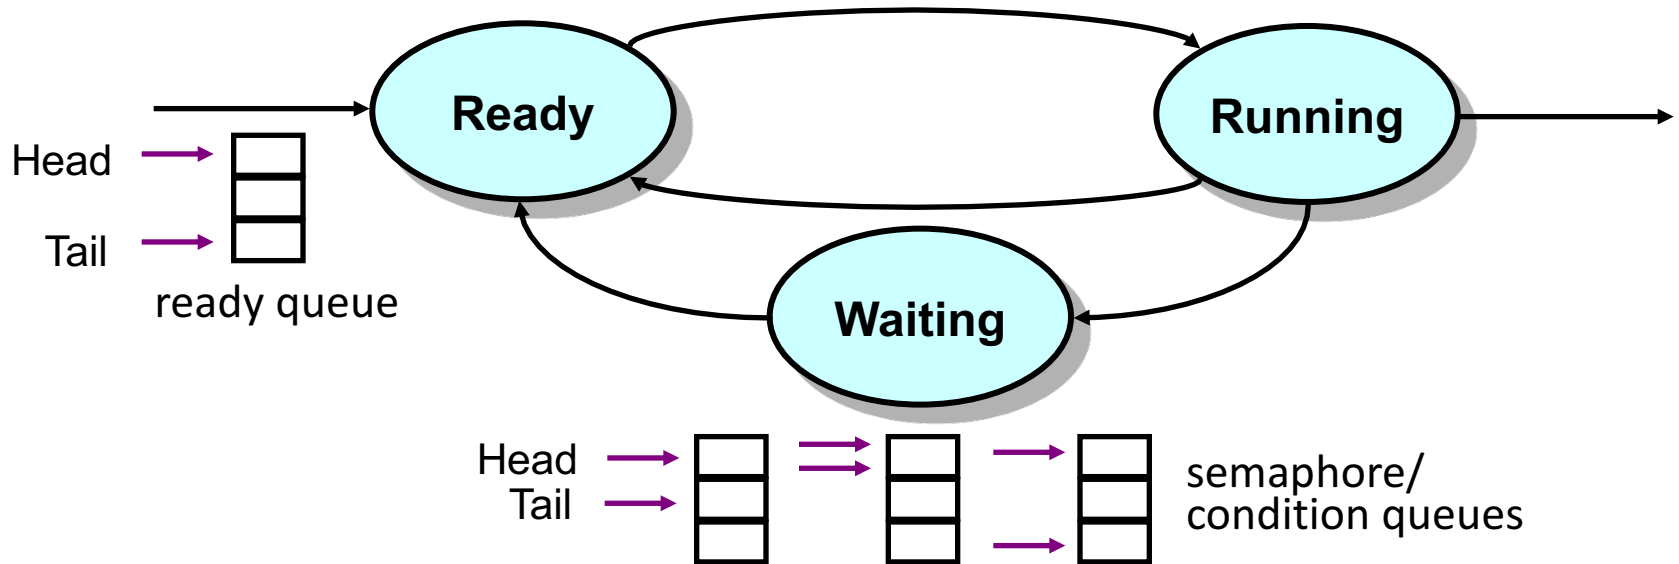 Ready
Running
Head
Tail
ready queue
Waiting
Head
Tail
semaphore/
condition queues